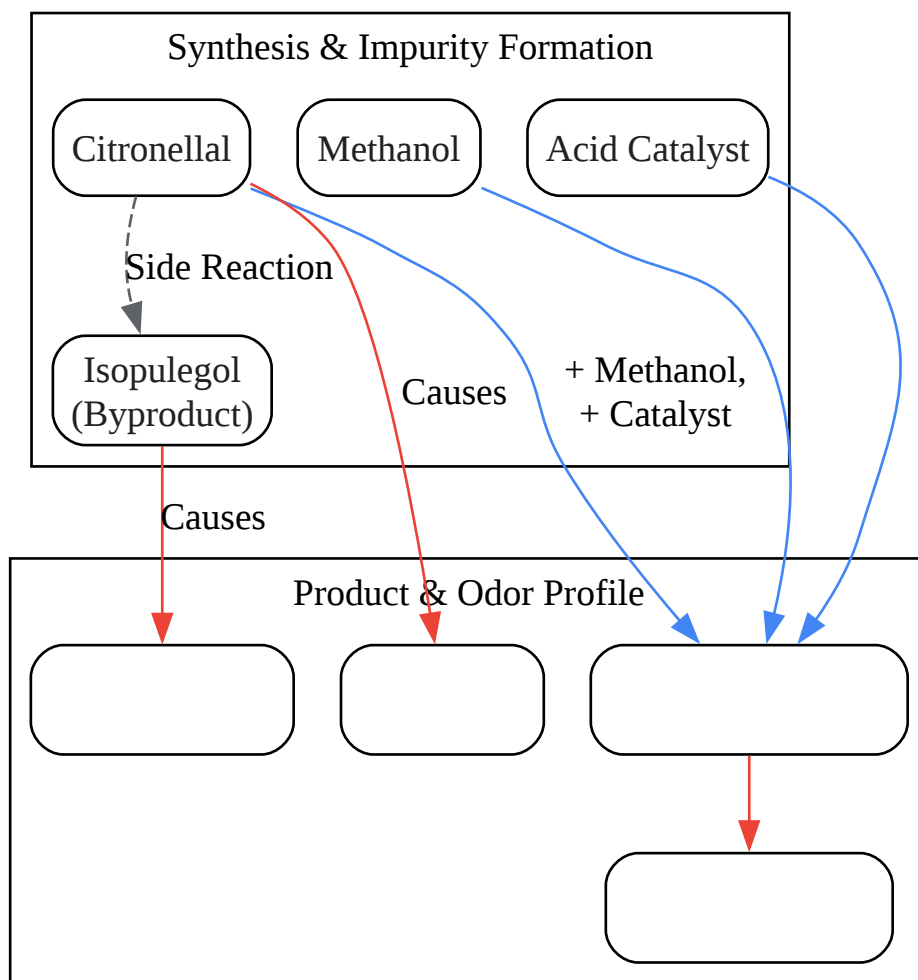 Synthesis & Impurity Formation
Citronellal
Methanol
Acid Catalyst
Side Reaction
Isopulegol
(Byproduct)
Causes
+ Methanol,
+ Catalyst
Causes
Product & Odor Profile